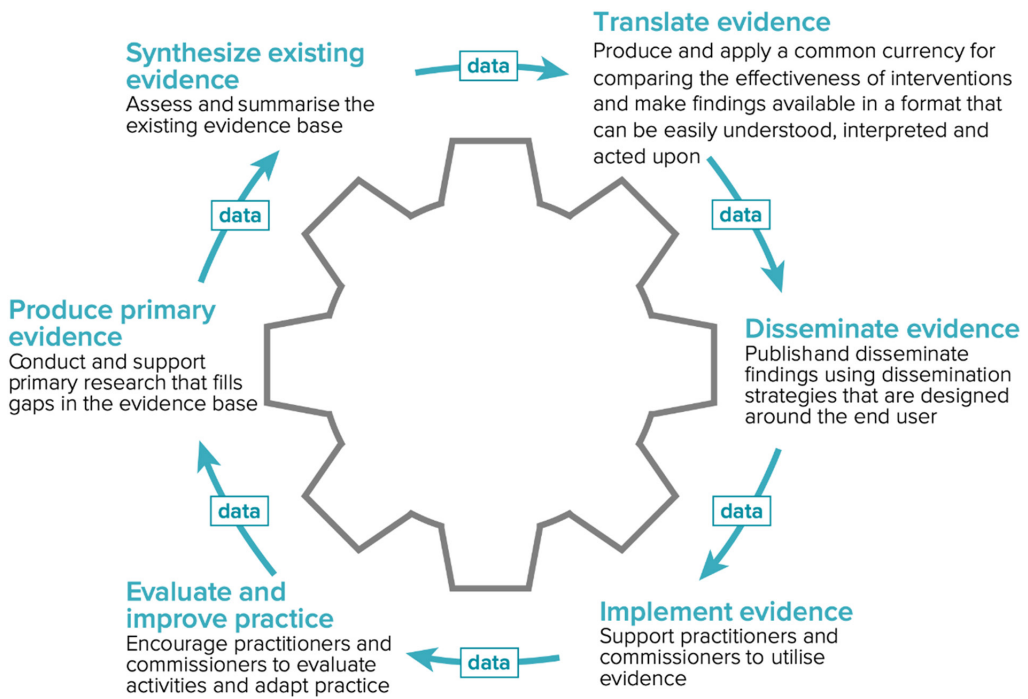 Synthesize existing
evidence
Assess and summarise the
existing evidence base
data
Translate evidence
Produce and apply a common currency for
comparing the effectiveness of interventions
and make findings available in a format that
can be easily understood, interpreted and
acted upon
data
Disseminate evidence
Publishand disseminate
findings using dissemination
strategies that are designed
around the end user
data
Implement evidence
Support practitioners and
commissioners to utilise
evidence
data
Evaluate and
improve practice
Encourage practitioners and
commissioners to evaluate
activities and adapt practice
data
Produce primary
evidence
Conduct and support
primary research that fills
gaps in the evidence base
data